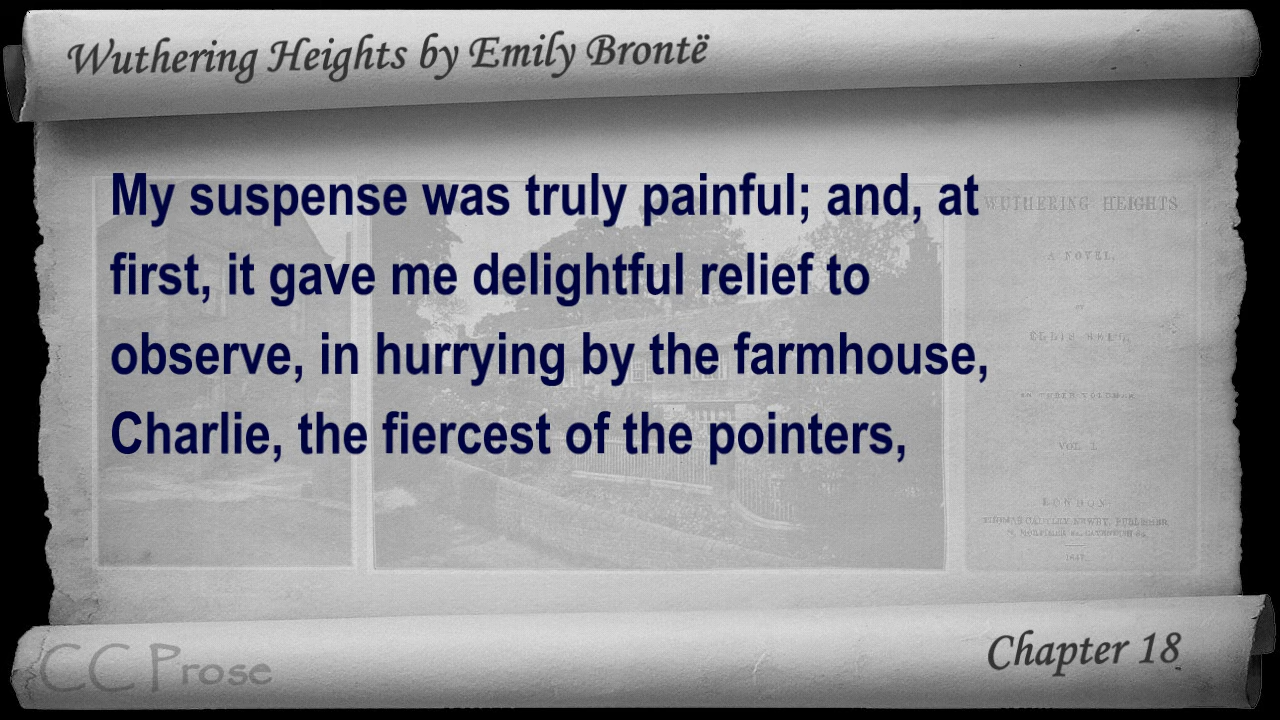 Wuthering Heights by Emily Brontë
My suspense was truly painful; and, at
first, it gave me delightful relief to
observe, in hurrying by the farmhouse,
Charlie, the fiercest of the pointers,
WUTHERING HEIGHTS
A NOVEL,
VOL. I.
LONDON:
1847.
CC Prose
Chapter 18